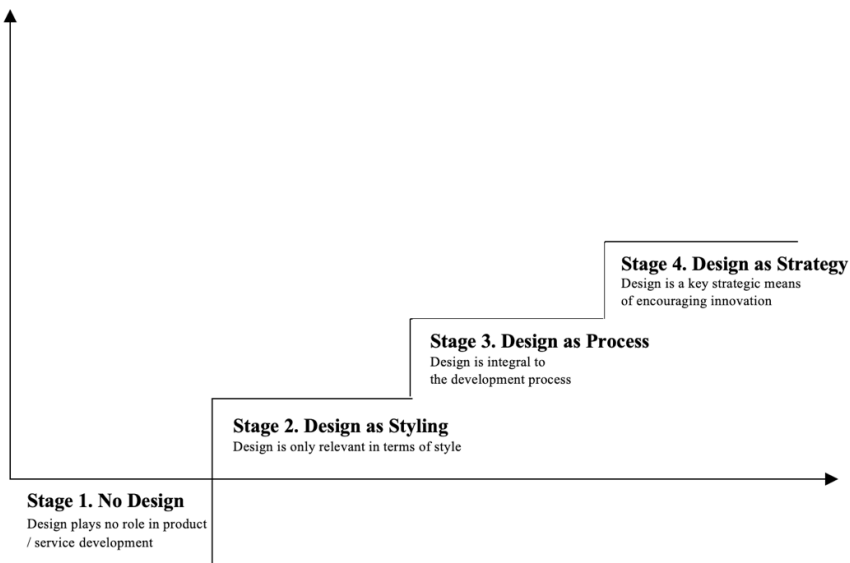 Stage 4. Design as Strategy
Design is a key strategic means
of encouraging innovation
Stage 3. Design as Process
Design is integral to
the development process
Stage 2. Design as Styling
Design is only relevant in terms of style
Stage 1. No Design
Design plays no role in product
/ service development